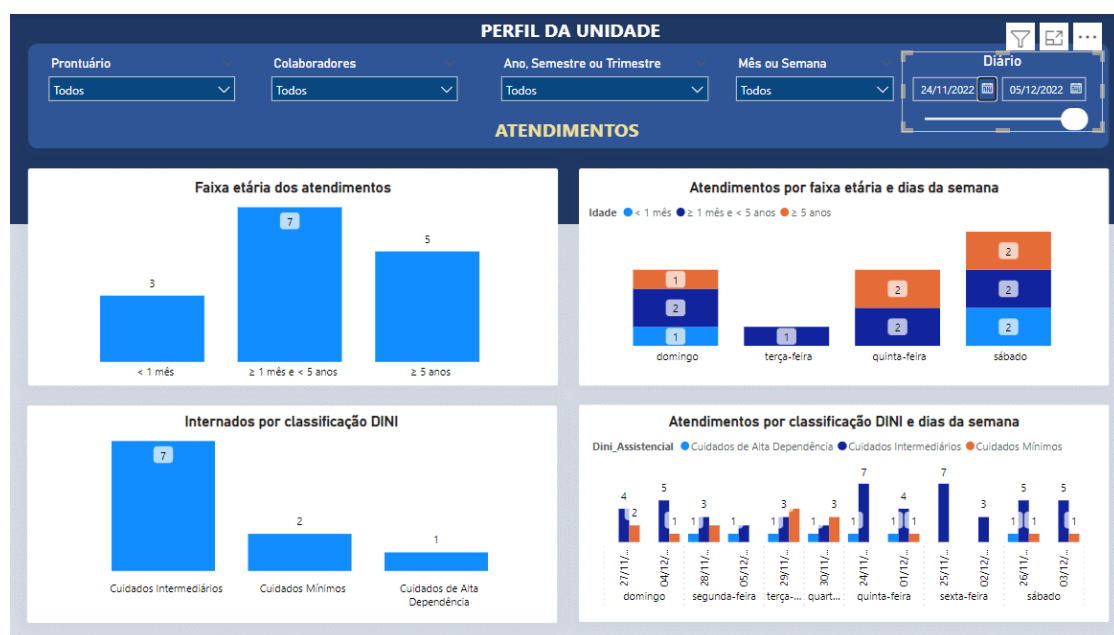 PERFIL DA UNIDADE
Prontuário
Todos
Colaboradores
Todos
Ano, Semestre ou Trimestre
Todos
Mês ou Semana
Todos
Diário
24/11/2022 05/12/2022
ATENDIMENTOS
Faixa etária dos atendimentos
3 7 5
< 1 mês ≥ 1 mês e < 5 anos ≥ 5 anos
Atendimentos por faixa etária e dias da semana
Idade < 1 mês ≥ 1 mês e < 5 anos ≥ 5 anos
1 2 1
1
2 2
2 2 2
domingo terça-feira quinta-feira sábado
Internados por classificação DINI
7 2 1
Cuidados Intermediários Cuidados Mínimos Cuidados de Alta
Dependência
Atendimentos por classificação DINI e dias da semana
Dini_Assistencial Cuidados de Alta Dependência Cuidados Intermediários Cuidados Mínimos
4 2 5 1 1 3 1 1 3 1 3 1 7 1 4 1 7 3 1 5 1 1 5 1
27/11/... 04/12/... 28/11/... 05/12/... 29/11/... 30/11/... 24/11/... 01/12/... 25/11/... 02/12/... 26/11/... 03/12/...
domingo segunda-feira terça-... quart... quinta-feira sexta-feira sábado